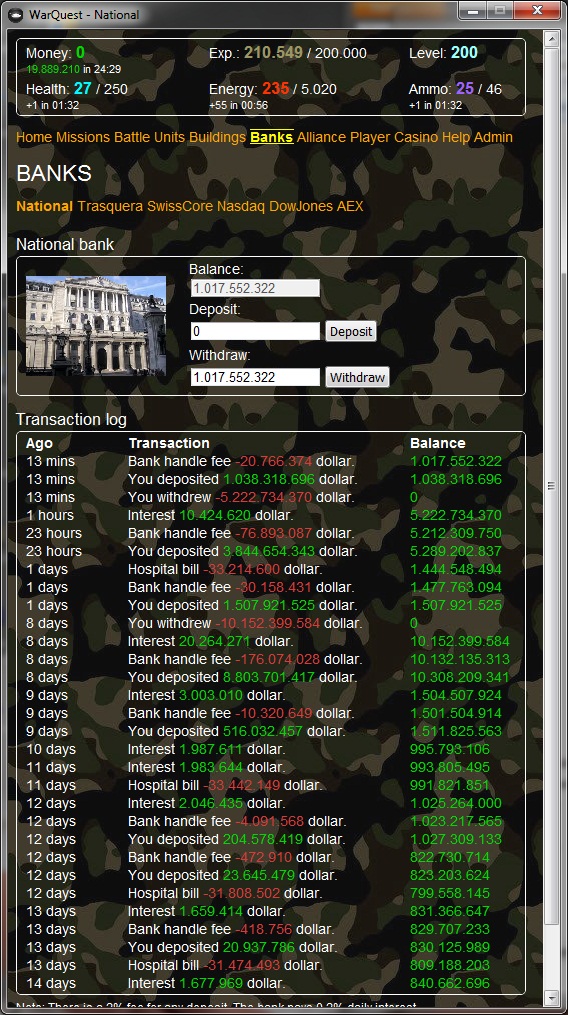 WarQuest - National
Money: 0 Exp.: 210.549 / 200.000 Level: 200
19.889.210 in 24:29
Health: 27 / 250 Energy: 235 / 5.020 Ammo: 25 / 46
+1 in 01:32 +55 in 00:56 +1 in 01:32
Home Missions Battle Units Buildings Banks Alliance Player Casino Help Admin
BANKS
National Trasquera SwissCore Nasdaq DowJones AEX
National bank
Balance:
1.017.552.322
Deposit:
0 Deposit
Withdraw:
1.017.552.322 Withdraw
Transaction log
Ago Transaction Balance
13 mins Bank handle fee -20.766.374 dollar. 1.017.552.322
13 mins You deposited 1.038.318.696 dollar. 1.038.318.696
13 mins You withdrew -5.222.734.370 dollar. 0
1 hours Interest 10.424.620 dollar. 5.222.734.370
23 hours Bank handle fee -76.893.087 dollar. 5.212.309.750
23 hours You deposited 3.844.654.343 dollar. 5.289.202.837
1 days Hospital bill -33.214.600 dollar. 1.444.548.494
1 days Bank handle fee -30.158.431 dollar. 1.477.763.094
1 days You deposited 1.507.921.525 dollar. 1.507.921.525
8 days You withdrew -10.152.399.584 dollar. 0
8 days Interest 20.264.271 dollar. 10.152.399.584
8 days Bank handle fee -176.074.028 dollar. 10.132.135.313
8 days You deposited 8.803.701.417 dollar. 10.308.209.341
9 days Interest 3.003.010 dollar. 1.504.507.924
9 days Bank handle fee -10.320.649 dollar. 1.501.504.914
9 days You deposited 516.032.457 dollar. 1.511.825.563
10 days Interest 1.987.611 dollar. 995.793.106
11 days Interest 1.983.644 dollar. 993.805.495
11 days Hospital bill -33.442.149 dollar. 991.821.851
12 days Interest 2.046.435 dollar. 1.025.264.000
12 days Bank handle fee -4.091.568 dollar. 1.023.217.565
12 days You deposited 204.578.419 dollar. 1.027.309.133
12 days Bank handle fee -472.910 dollar. 822.730.714
12 days You deposited 23.645.479 dollar. 823.203.624
12 days Hospital bill -31.808.502 dollar. 799.558.145
13 days Interest 1.659.414 dollar. 831.366.647
13 days Bank handle fee -418.756 dollar. 829.707.233
13 days You deposited 20.937.786 dollar. 830.125.989
13 days Hospital bill -31.474.493 dollar. 809.188.203
14 days Interest 1.677.969 dollar. 840.662.696
Note: There is a 2% fee for any deposit. The bank pays 0.2% daily interest.